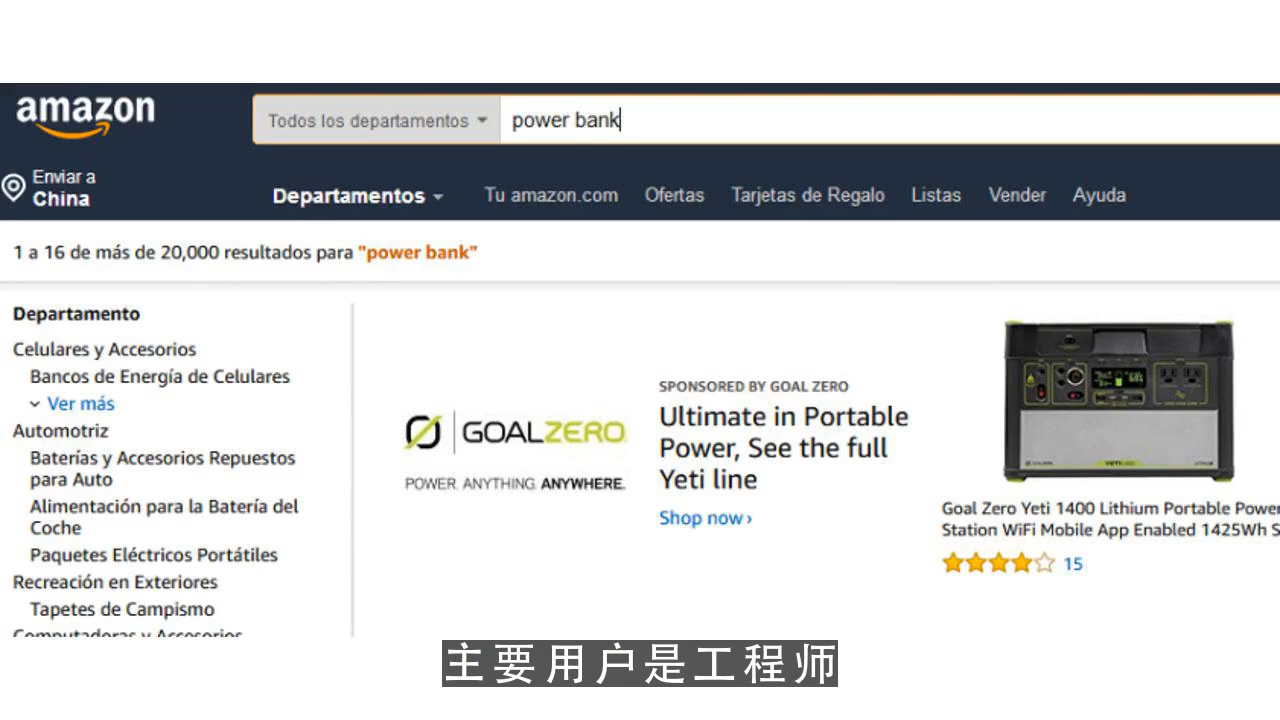 amazon
Todos los departamentos
power bank
Enviar a
China
Departamentos
Tu amazon.com
Ofertas
Tarjetas de Regalo
Listas
Vender
Ayuda
1 a 16 de más de 20,000 resultados para "power bank"
Departamento
Celulares y Accesorios
Bancos de Energía de Celulares
Ver más
Automotriz
Baterías y Accesorios Repuestos
para Auto
Alimentación para la Batería del
Coche
Paquetes Eléctricos Portátiles
Recreación en Exteriores
Tapetes de Campismo
Computadoras y Accesorios
GOALZERO
POWER. ANYTHING. ANYWHERE.
SPONSORED BY GOAL ZERO
Ultimate in Portable
Power, See the full
Yeti line
Shop now›
Goal Zero Yeti 1400 Lithium Portable Power
Station WiFi Mobile App Enabled 1425Wh S
15
主要用户是工程师